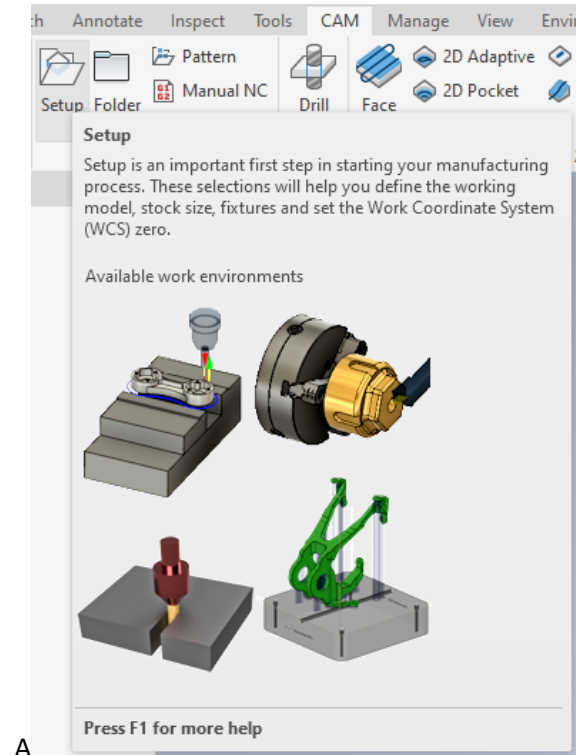 Annotate Inspect Tools CAM Manage View
Pattern 2D Adaptive
Manual NC 2D Pocket
Setup Folder Drill Face
Setup
Setup is an important first step in starting your manufacturing
process. These selections will help you define the working
model, stock size, fixtures and set the Work Coordinate System
(WCS) zero.
Available work environments
Press F1 for more help
A